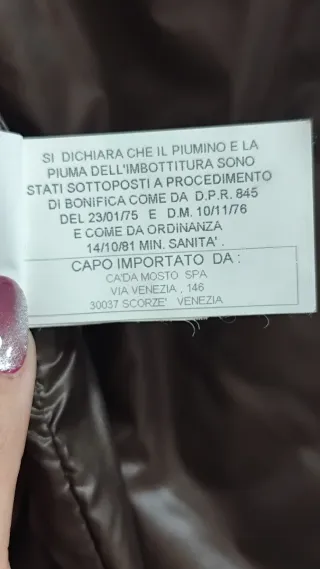 SI DICHIARA CHE IL PIUMINO E LA
PIUMA DELL'IMBOTTITURA SONO
STATI SOTTOPOSTI A PROCEDIMENTO
DI BONIFICA COME DA D.P.R. 845
DEL 23/01/75 E D.M. 10/11/76
E COME DA ORDINANZA
14/10/81 MIN. SANITA'.
CAPO IMPORTATO DA :
CA'DA MOSTO SPA
VIA VENEZIA , 146
30037 SCORZE' VENEZIA